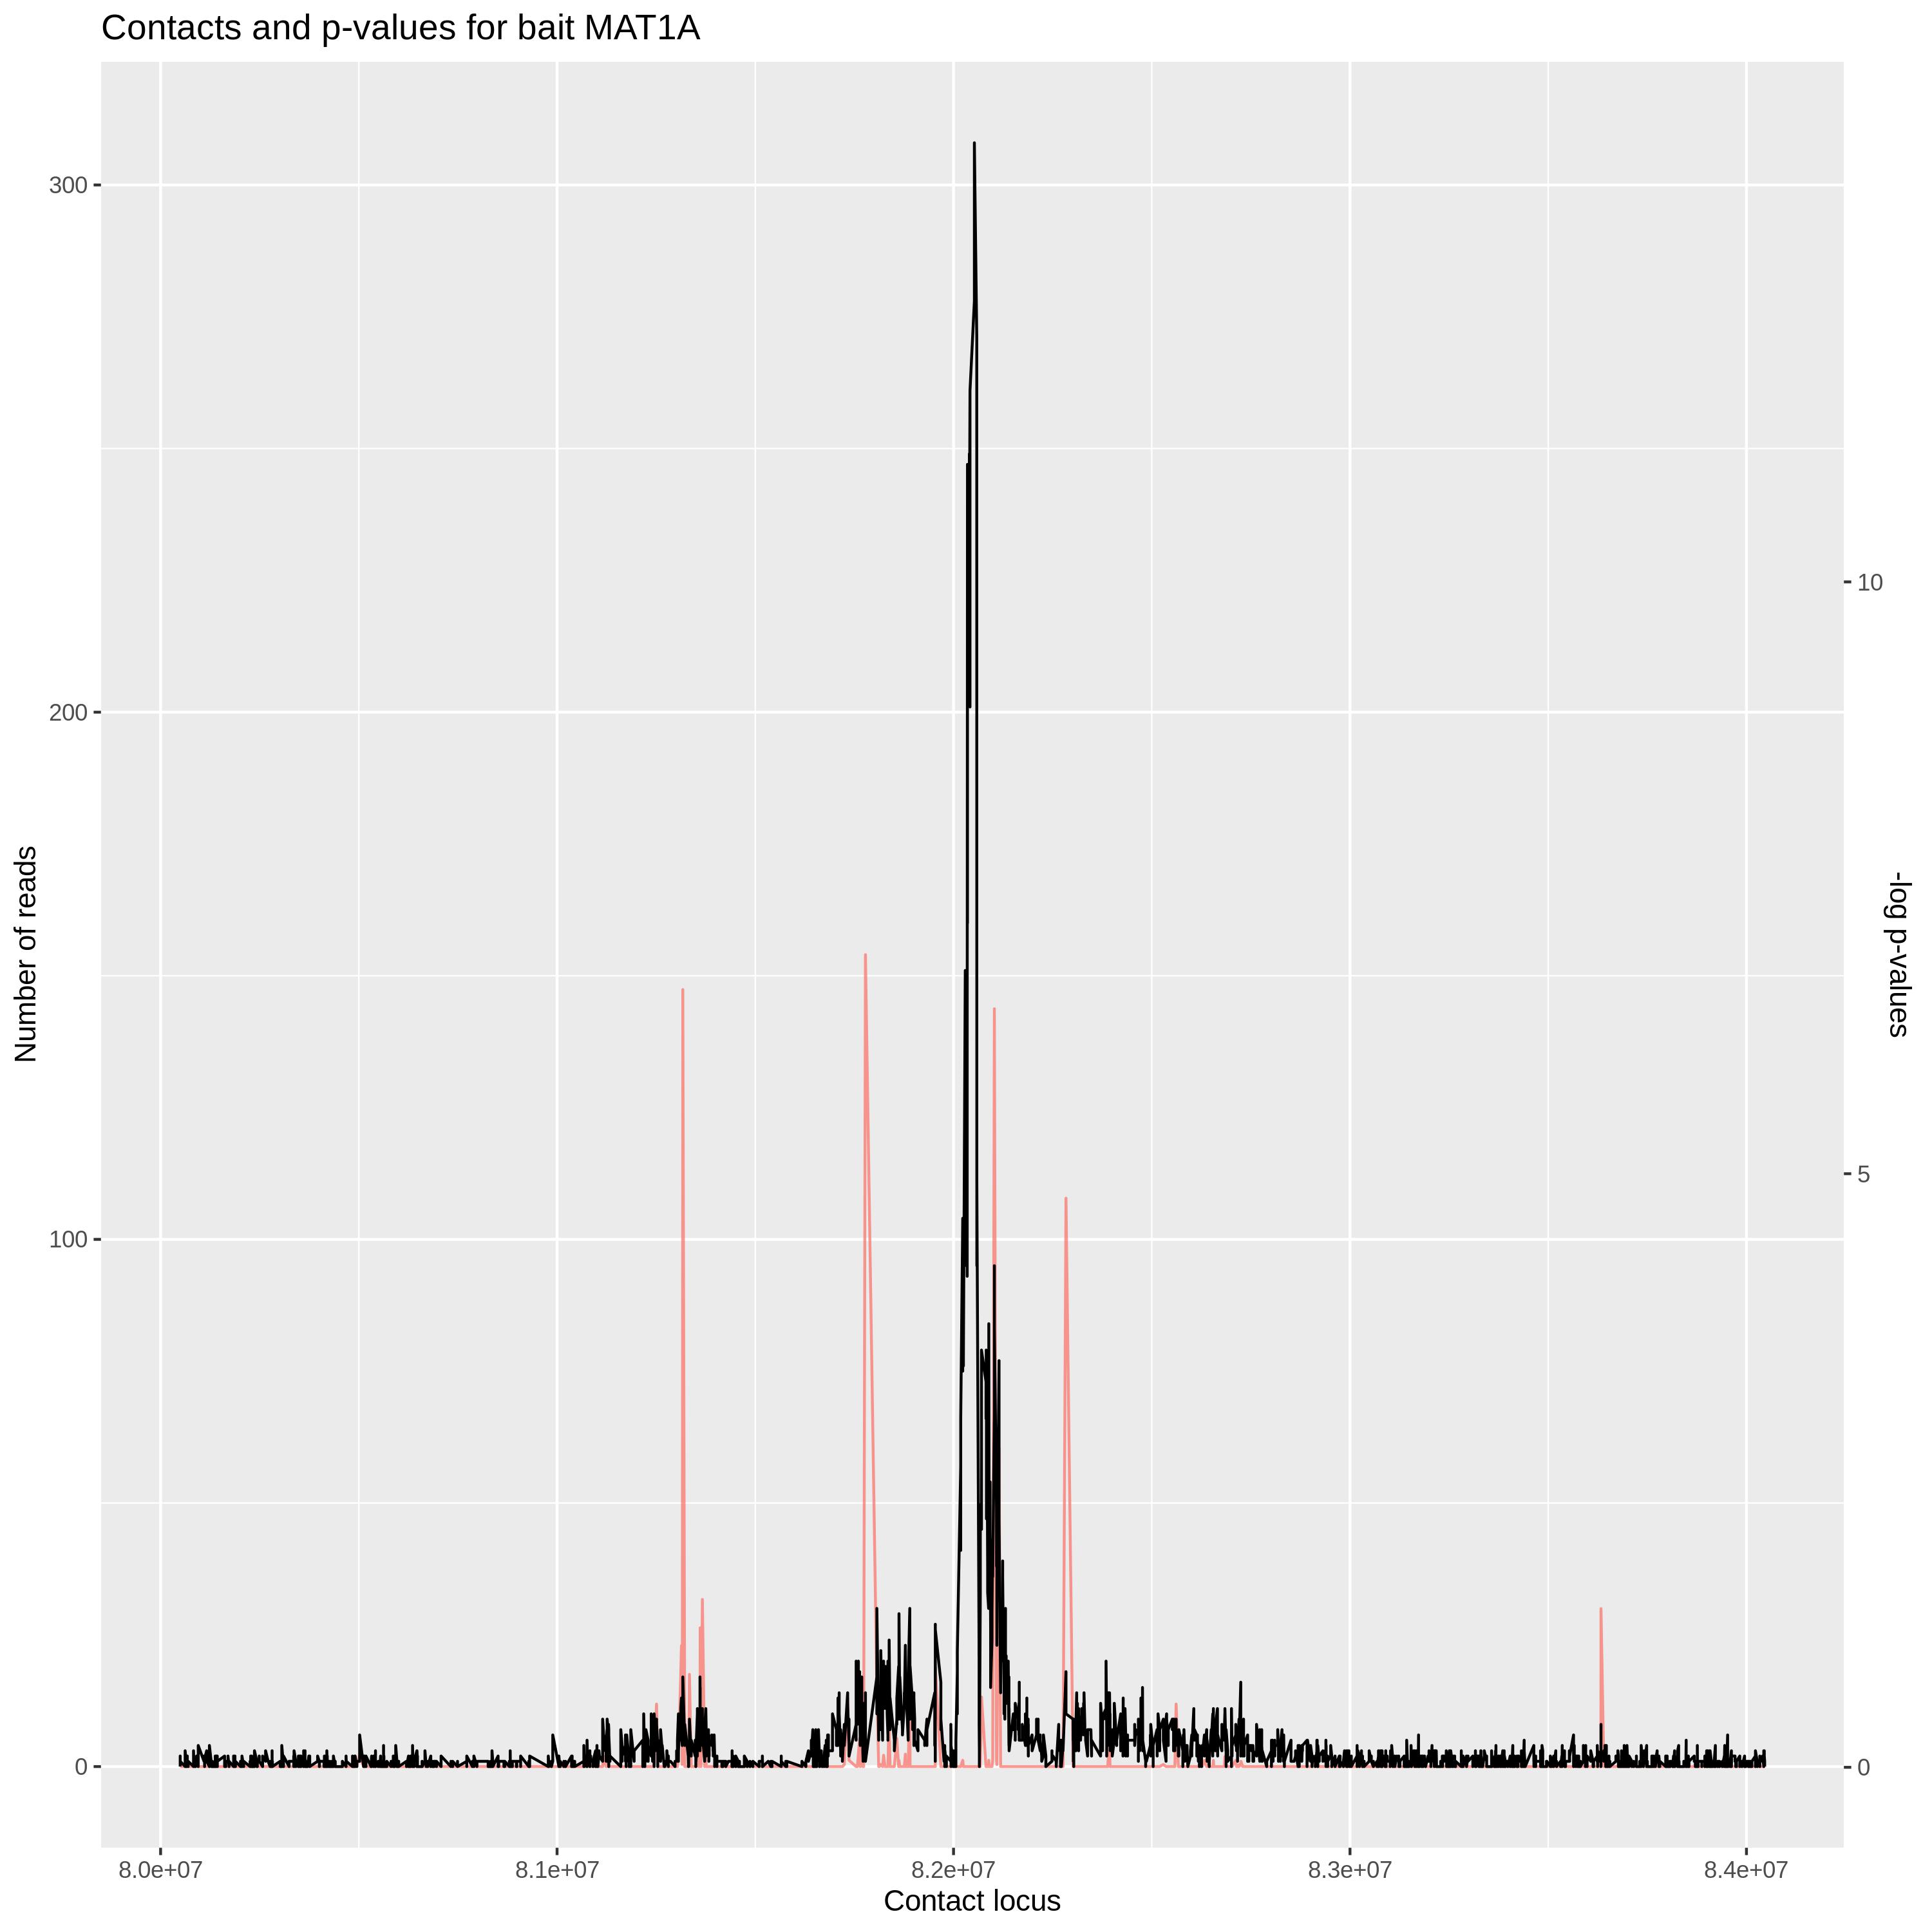 Contacts and p-values for bait MAT1A
300
200
100
0
Number of reads
10
5
0
-log p-values
8.0e+07
8.1e+07
8.2e+07
8.3e+07
8.4e+07
Contact locus